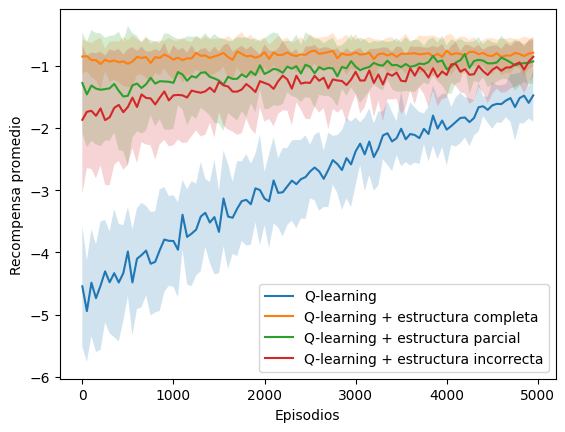 −1
−2
−3
−4
−5
−6
Recompensa promedio
0
1000
2000
3000
4000
5000
Episodios
Q-learning
Q-learning + estructura completa
Q-learning + estructura parcial
Q-learning + estructura incorrecta